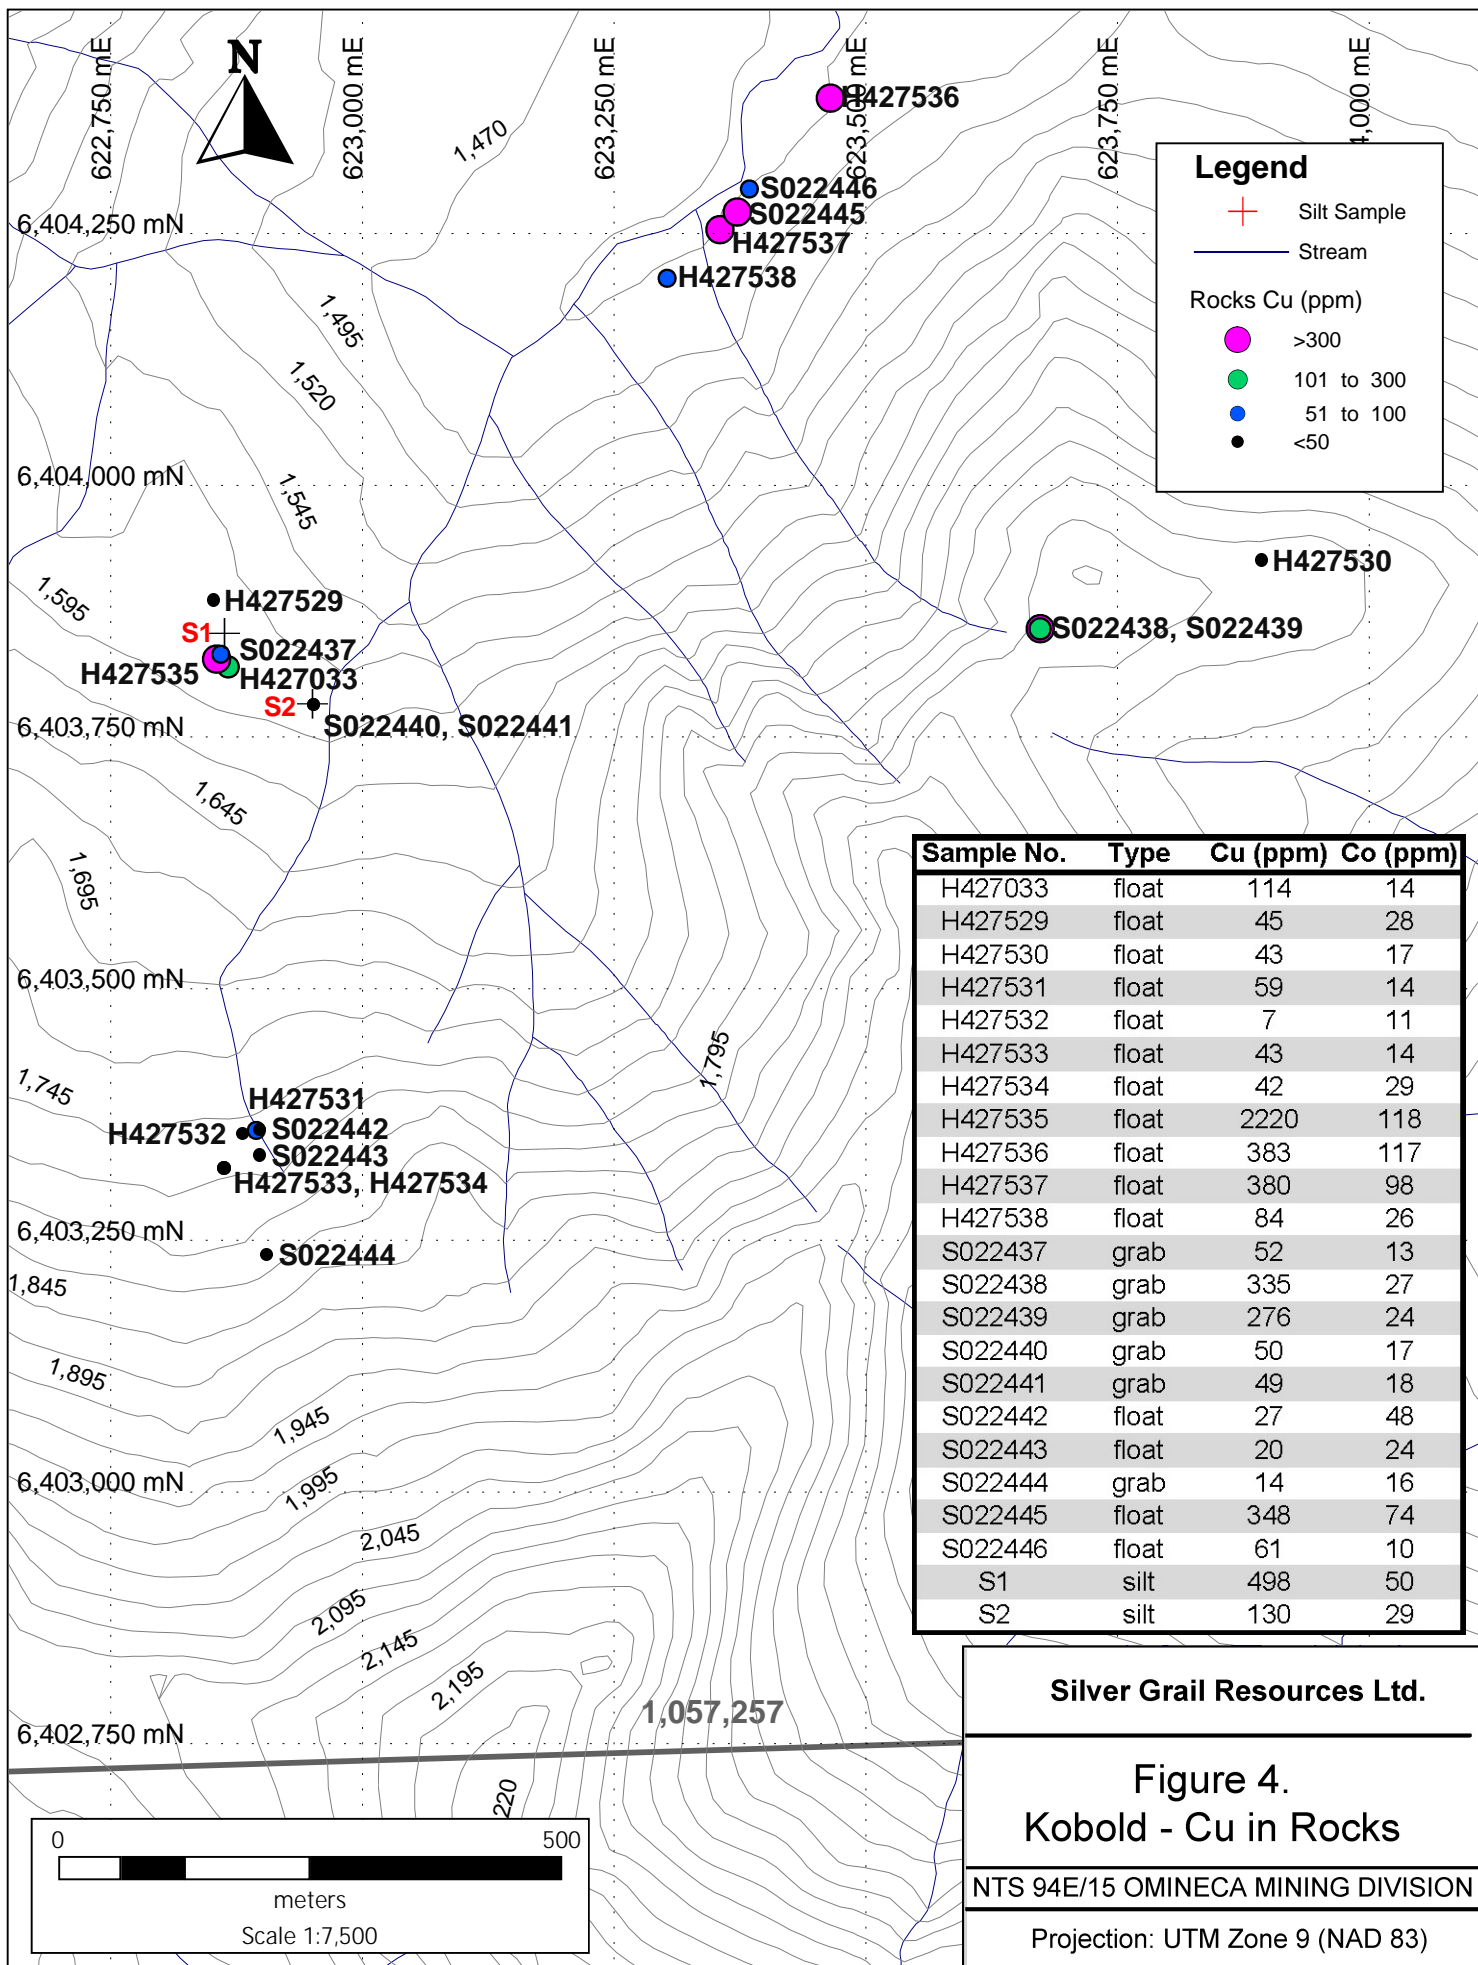 N
622,750 mE
623,000 mE
623,250 mE
623,500 mE
623,750 mE
4,000 mE
1,470
H427536
S022446
S022445
H427537
H427538
6,404,250 mN
Legend
Silt Sample
Stream
Rocks Cu (ppm)
>300
101 to 300
51 to 100
<50
1,495
1,520
6,404,000 mN
1,545
1,595
H427529
S1
S022437
H427535
H427033
S2
S022440, S022441
H427530
S022438, S022439
6,403,750 mN
1,645
1,695
6,403,500 mN
1,795
1,745
H427531
H427532
S022442
S022443
H427533, H427534
6,403,250 mN
S022444
1,845
1,895
1,945
6,403,000 mN
1,995
2,045
2,095
2,145
2,195
1,057,257
6,402,750 mN
220
Sample No. Type Cu (ppm) Co (ppm)
H427033 float 114 14
H427529 float 45 28
H427530 float 43 17
H427531 float 59 14
H427532 float 7 11
H427533 float 43 14
H427534 float 42 29
H427535 float 2220 118
H427536 float 383 117
H427537 float 380 98
H427538 float 84 26
S022437 grab 52 13
S022438 grab 335 27
S022439 grab 276 24
S022440 grab 50 17
S022441 grab 49 18
S022442 float 27 48
S022443 float 20 24
S022444 grab 14 16
S022445 float 348 74
S022446 float 61 10
S1 silt 498 50
S2 silt 130 29
Silver Grail Resources Ltd.
Figure 4.
Kobold - Cu in Rocks
NTS 94E/15 OMINECA MINING DIVISION
Projection: UTM Zone 9 (NAD 83)
0 500
meters
Scale 1:7,500